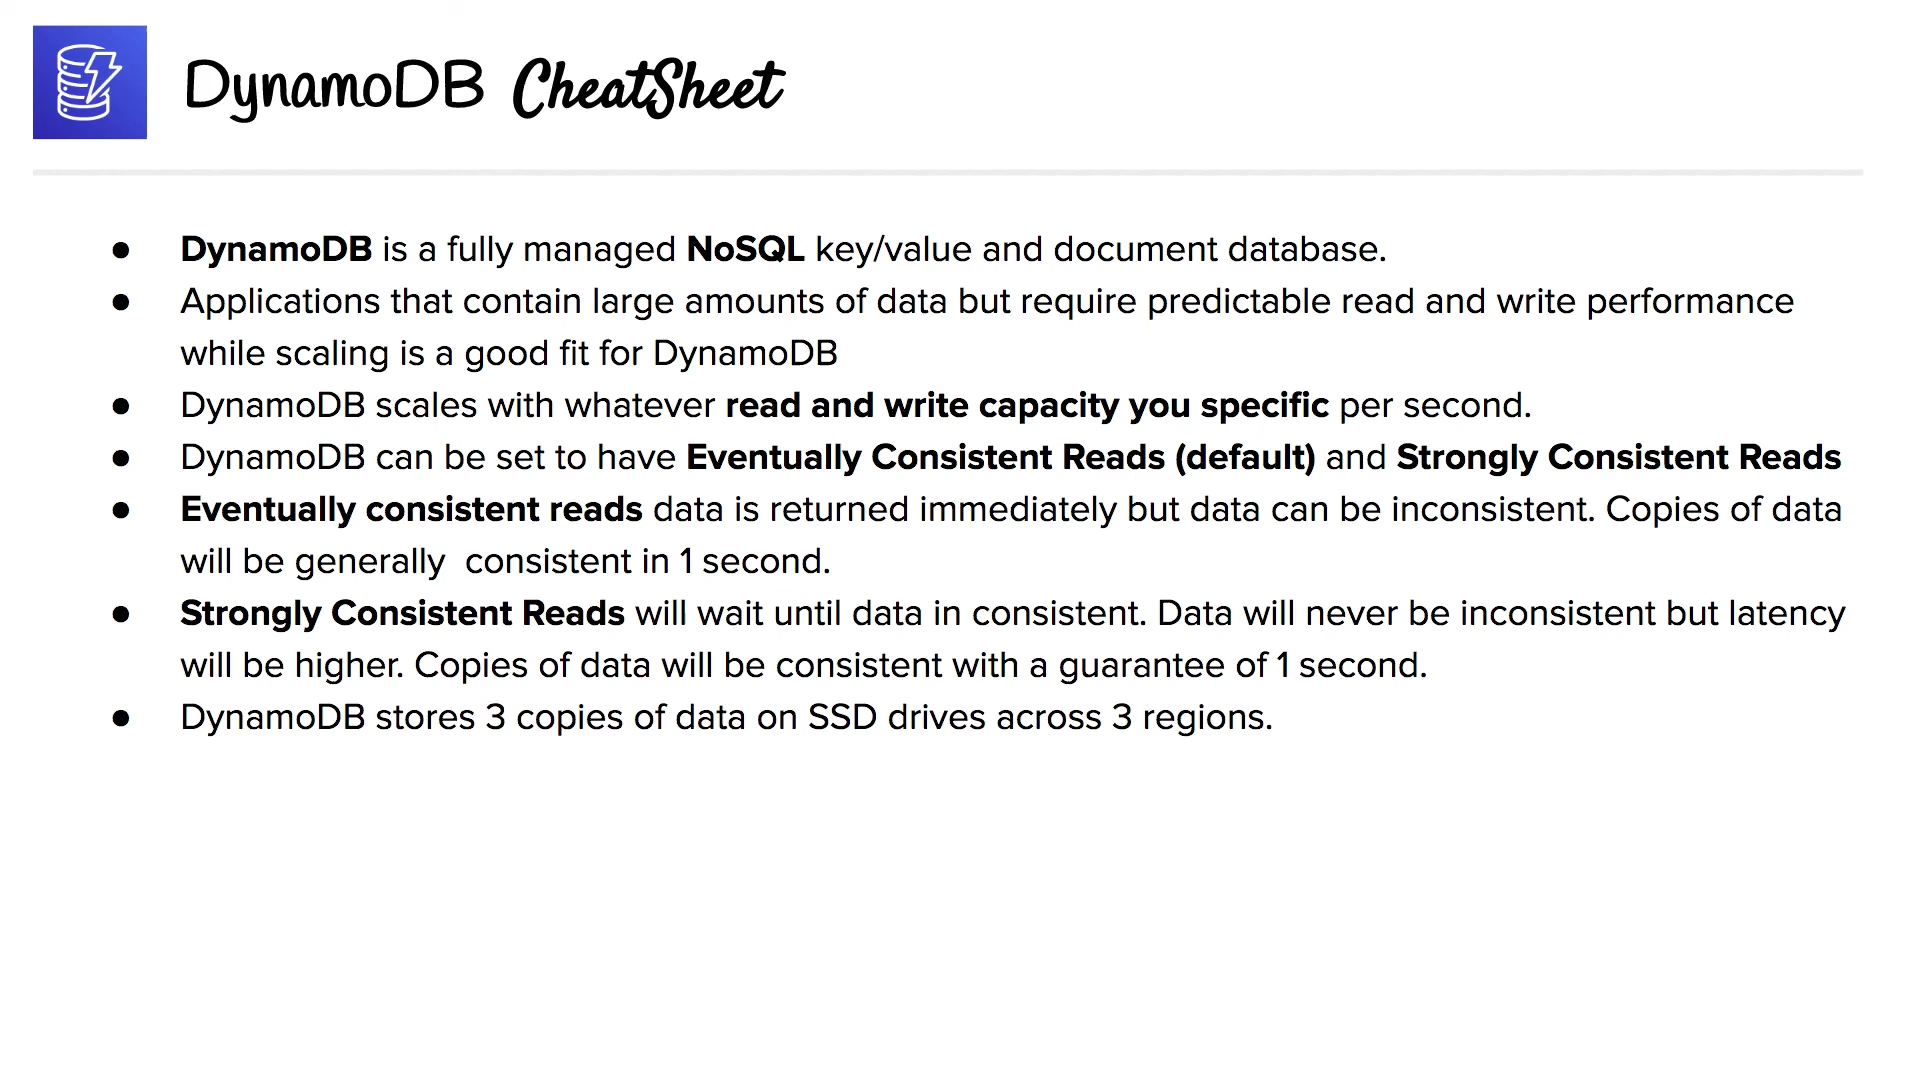 DynamoDB CheatSheet
● DynamoDB is a fully managed NoSQL key/value and document database.
● Applications that contain large amounts of data but require predictable read and write performance
while scaling is a good fit for DynamoDB
● DynamoDB scales with whatever read and write capacity you specific per second.
● DynamoDB can be set to have Eventually Consistent Reads (default) and Strongly Consistent Reads
● Eventually consistent reads data is returned immediately but data can be inconsistent. Copies of data
will be generally  consistent in 1 second.
● Strongly Consistent Reads will wait until data in consistent. Data will never be inconsistent but latency
will be higher. Copies of data will be consistent with a guarantee of 1 second.
● DynamoDB stores 3 copies of data on SSD drives across 3 regions.